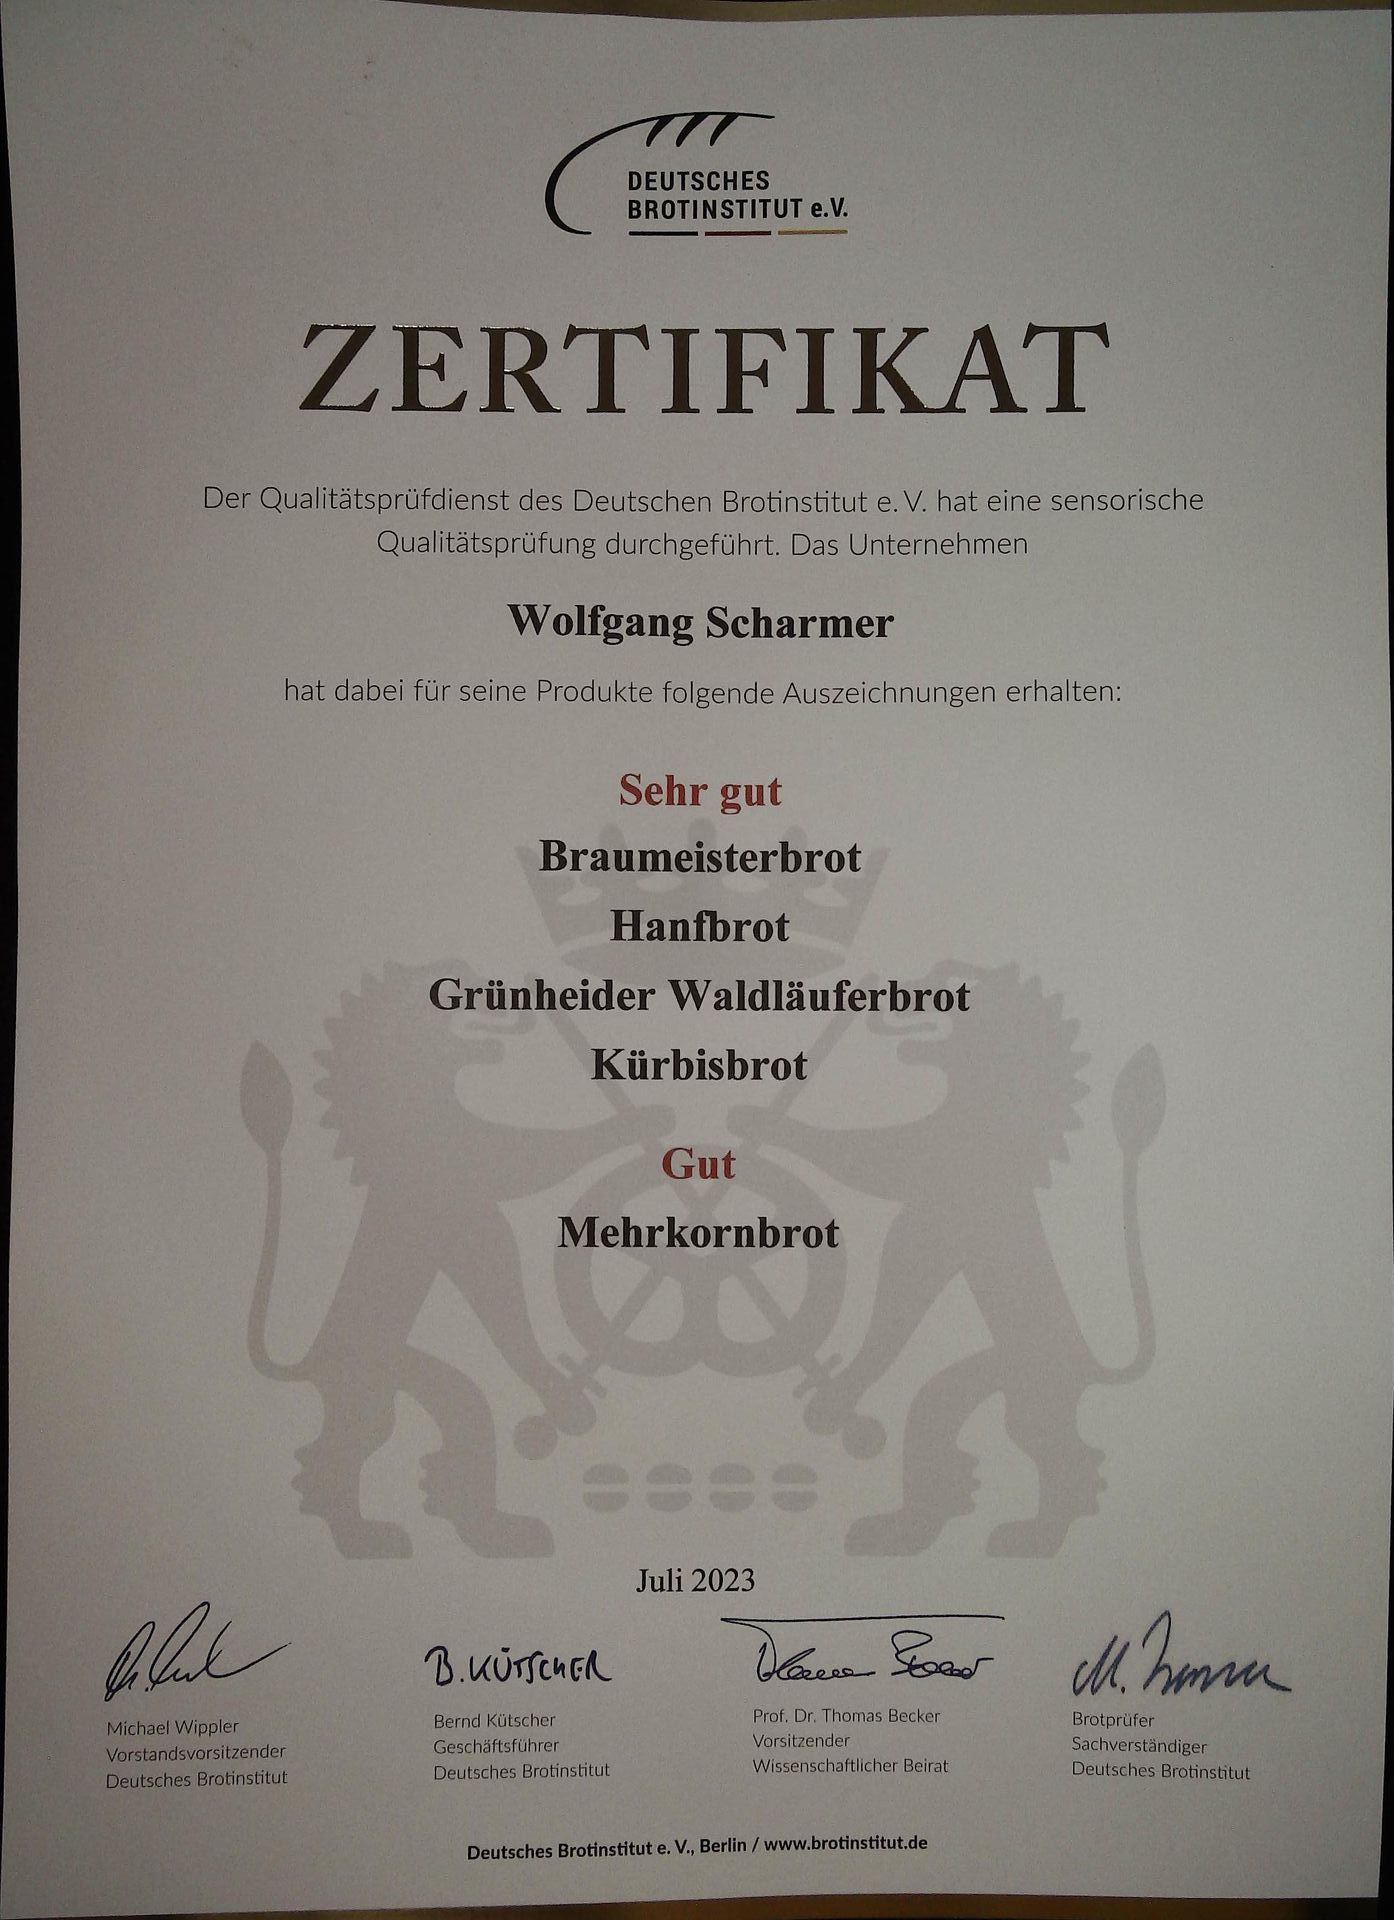 DEUTSCHES
BROTINSTITUT e.V.
ZERTIFIKAT
Der Qualitätsprüfdienst des Deutschen Brotinstitut e. V. hat eine sensorische
Qualitätsprüfung durchgeführt. Das Unternehmen
Wolfgang Scharmer
hat dabei für seine Produkte folgende Auszeichnungen erhalten:
Sehr gut
Braumeisterbrot
Hanfbrot
Grünheider Waldläuferbrot
Kürbisbrot
Gut
Mehrkornbrot
Juli 2023
B. KÜTSCHER
Michael Wippler
Vorstandsvorsitzender
Deutsches Brotinstitut
Bernd Kütscher
Geschäftsführer
Deutsches Brotinstitut
Prof. Dr. Thomas Becker
Vorsitzender
Wissenschaftlicher Beirat
Brotprüfer
Sachverständiger
Deutsches Brotinstitut
Deutsches Brotinstitut e. V., Berlin / www.brotinstitut.de